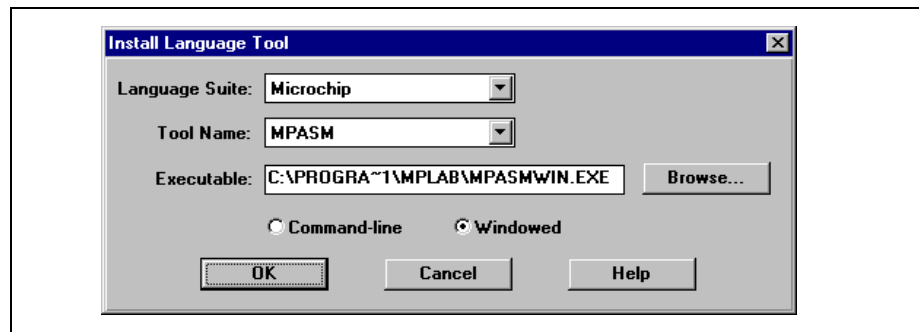 Install Language Tool
Language Suite: Microchip
Tool Name: MPASM
Executable: C:\PROGRA~1\MPLAB\MPASMWIN.EXE Browse...
Command-line Windowed
OK Cancel Help